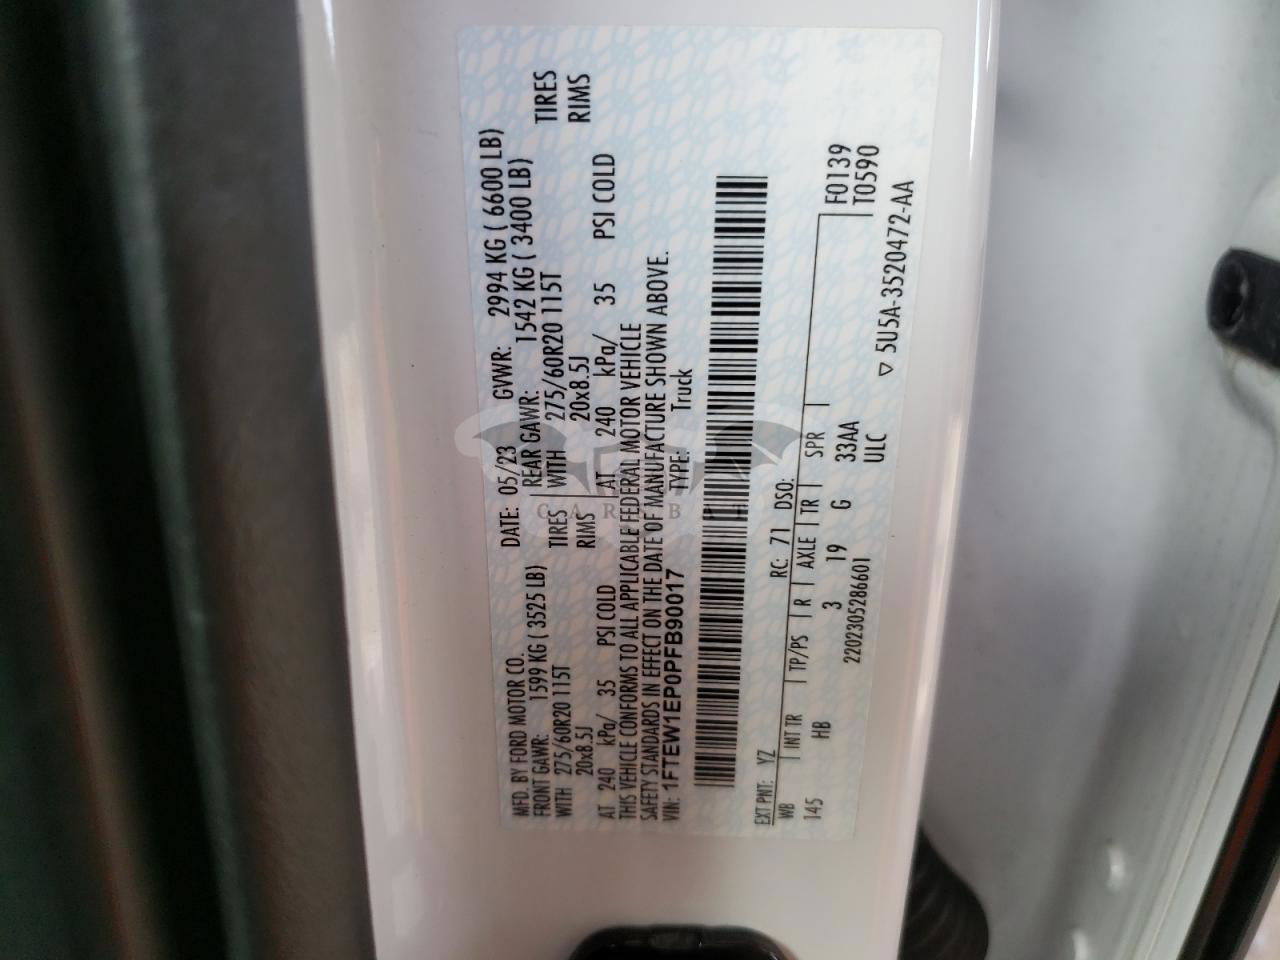 MFD. BY FORD MOTOR CO. DATE: 05/23 GVWR: 2994 KG ( 6600 LB)
FRONT GAWR: 1599 KG ( 3525 LB) REAR GAWR: 1542 KG ( 3400 LB)
WITH 275/60R20 115T TIRES WITH 275/60R20 115T TIRES
20x8.5J RIMS 20x8.5J RIMS
AT 240 kPa/ 35 PSI COLD AT 240 kPa/ 35 PSI COLD
THIS VEHICLE CONFORMS TO ALL APPLICABLE FEDERAL MOTOR VEHICLE
SAFETY STANDARDS IN EFFECT ON THE DATE OF MANUFACTURE SHOWN ABOVE.
VIN: 1FTEW1EP0PFB90017 TYPE: Truck
EXT PNT: YZ RC: 71 DSO:
WB INT TR TP/PS R AXLE TR SPR F0139
145 HB 3 19 G 33AA T0590
2202305286601 ULC
▽ 5U5A-3520472-AA
CARNBAT